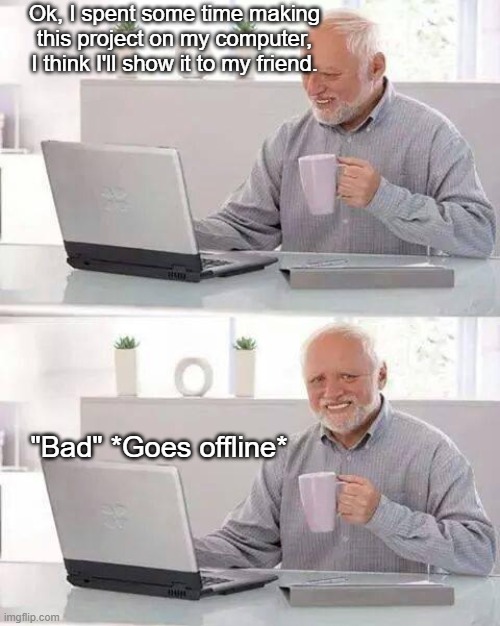 Ok, I spent some time making
this project on my computer,
I think I'll show it to my friend.
"Bad" *Goes offline*
imgflip.com